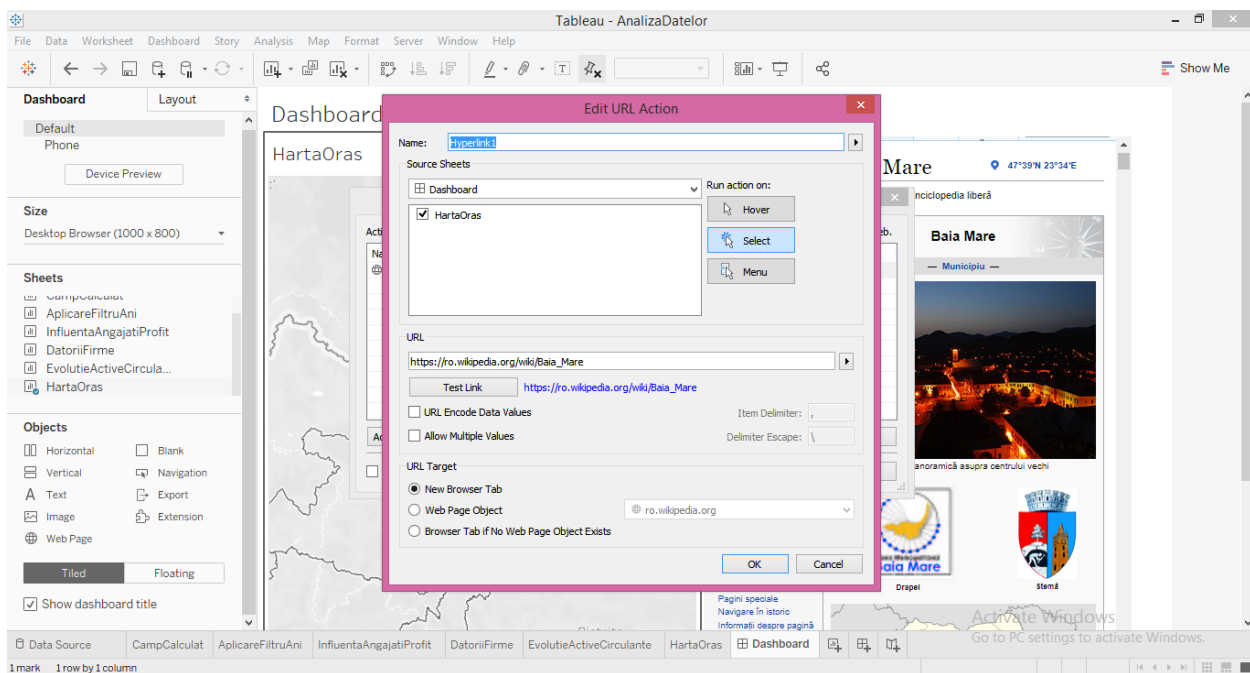 Tableau - AnalizaDatelor
File Data Worksheet Dashboard Story Analysis Map Format Server Window Help
Show Me
Dashboard Layout
Default
Phone
Device Preview
Size
Desktop Browser (1000 x 800)
Sheets
CampCalculat
AplicareFiltruAni
InfluentaAngajatiProfit
DatoriiFirme
EvolutieActiveCircula...
HartaOras
Objects
Horizontal Blank
Vertical Navigation
Text Export
Image Extension
Web Page
Tiled Floating
Show dashboard title
Dashboard
HartaOras
Edit URL Action
Name: Hyperlink1
Source Sheets
Dashboard
HartaOras
Run action on:
Hover
Select
Menu
URL
https://ro.wikipedia.org/wiki/Baia_Mare
Test Link https://ro.wikipedia.org/wiki/Baia_Mare
URL Encode Data Values Item Delimiter: ,
Allow Multiple Values Delimiter Escape: \
URL Target
New Browser Tab
Web Page Object ro.wikipedia.org
Browser Tab if No Web Page Object Exists
OK Cancel
Mare 47°39′N 23°34′E
nciclopedia liberă
Baia Mare
— Municipiu —
anoramică asupra centrului vechi
aia Mare
Drapel Stemă
Pagini speciale
Navigare în istoric
Informații despre pagină
Activate Windows
Go to PC settings to activate Windows.
Data Source CampCalculat AplicareFiltruAni InfluentaAngajatiProfit DatoriiFirme EvolutieActiveCirculante HartaOras Dashboard
1 mark 1 row by 1 column